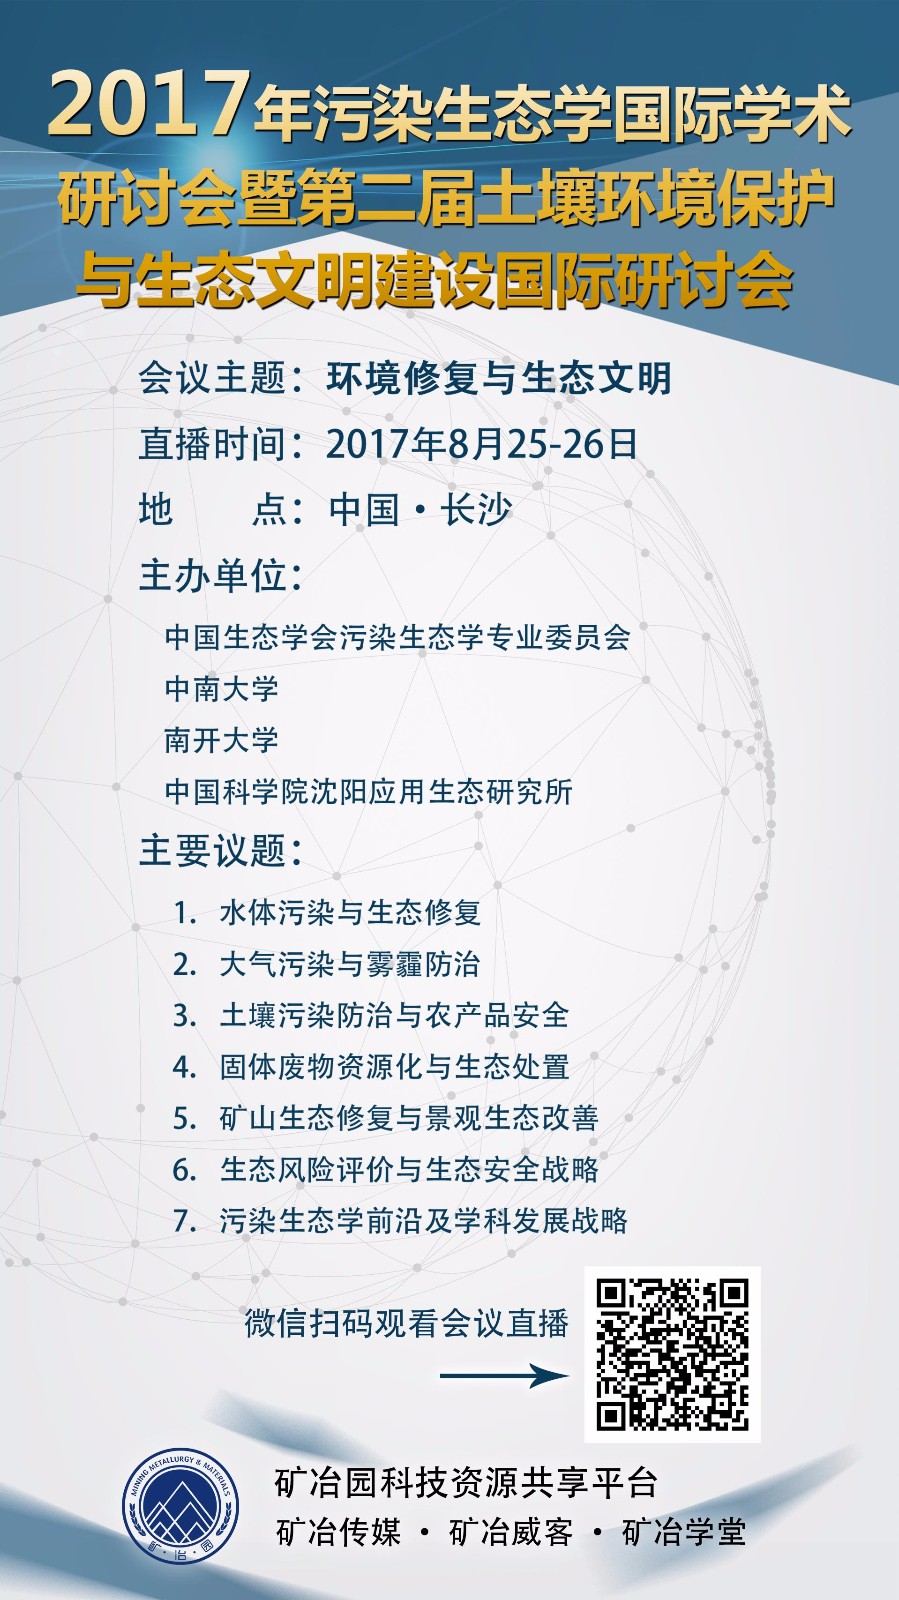 2017年污染生态学国际学术
研讨会暨第二届土壤环境保护
与生态文明建设国际研讨会
会议主题：环境修复与生态文明
直播时间：2017年8月25-26日
地　　点：中国·长沙
主办单位：
中国生态学会污染生态学专业委员会
中南大学
南开大学
中国科学院沈阳应用生态研究所
主要议题：
1. 水体污染与生态修复
2. 大气污染与雾霾防治
3. 土壤污染防治与农产品安全
4. 固体废物资源化与生态处置
5. 矿山生态修复与景观生态改善
6. 生态风险评价与生态安全战略
7. 污染生态学前沿及学科发展战略
微信扫码观看会议直播
MINING METALLURGY & MATERIALS
矿·冶·园
矿冶园科技资源共享平台
矿冶传媒 · 矿冶威客 · 矿冶学堂